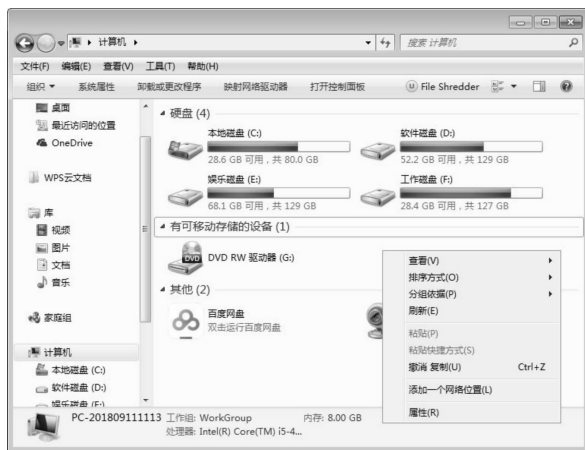 计算机
搜索 计算机
文件(F) 编辑(E) 查看(V) 工具(T) 帮助(H)
组织 系统属性 卸载或更改程序 映射网络驱动器 打开控制面板 File Shredder
桌面
最近访问的位置
OneDrive
WPS云文档
库
视频
图片
文档
音乐
家庭组
计算机
本地磁盘 (C:)
软件磁盘 (D:)
娱乐磁盘 (E:)
硬盘 (4)
本地磁盘 (C:)
28.6 GB 可用，共 80.0 GB
软件磁盘 (D:)
52.2 GB 可用，共 129 GB
娱乐磁盘 (E:)
68.1 GB 可用，共 129 GB
工作磁盘 (F:)
28.4 GB 可用，共 127 GB
有可移动存储的设备 (1)
DVD
DVD RW 驱动器 (G:)
其他 (2)
百度网盘
双击运行百度网盘
查看(V)
排序方式(O)
分组依据(P)
刷新(E)
粘贴(P)
粘贴快捷方式(S)
撤消 复制(U) Ctrl+Z
添加一个网络位置(L)
属性(R)
PC-201809111113 工作组: WorkGroup 内存: 8.00 GB
处理器: Intel(R) Core(TM) i5-4...